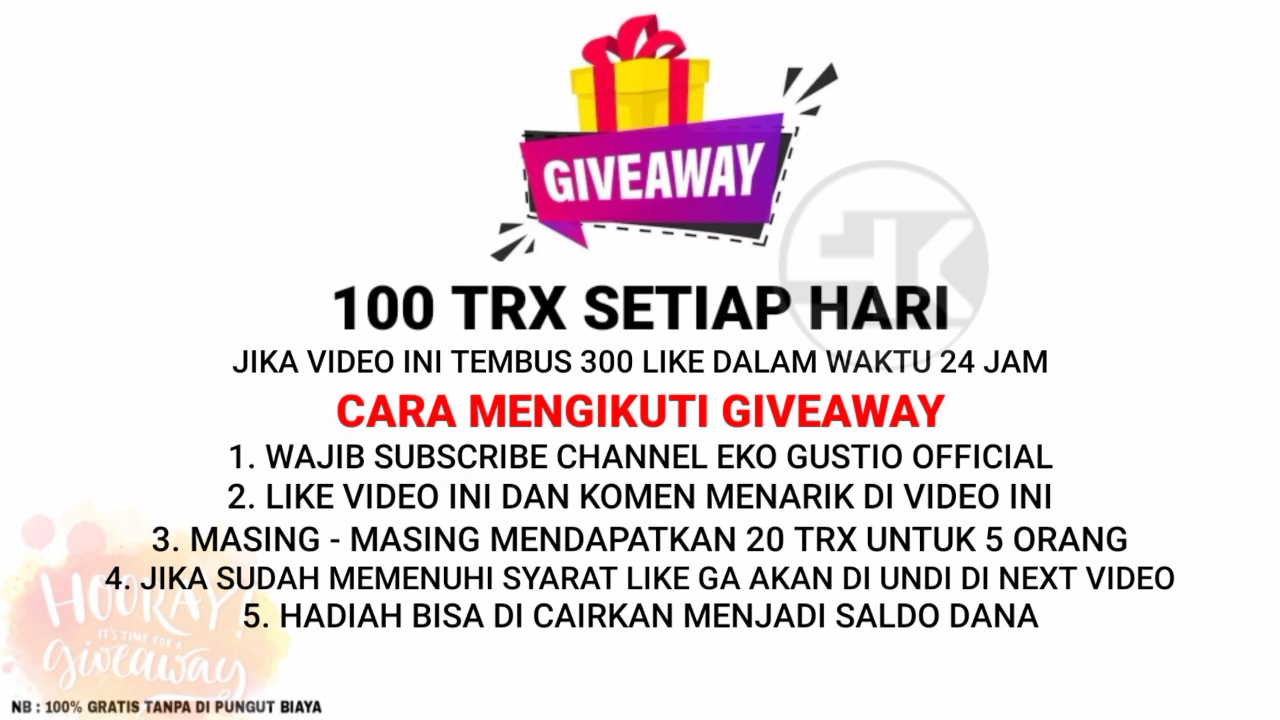 GIVEAWAY
100 TRX SETIAP HARI
JIKA VIDEO INI TEMBUS 300 LIKE DALAM WAKTU 24 JAM
CARA MENGIKUTI GIVEAWAY
1. WAJIB SUBSCRIBE CHANNEL EKO GUSTIO OFFICIAL
2. LIKE VIDEO INI DAN KOMEN MENARIK DI VIDEO INI
3. MASING - MASING MENDAPATKAN 20 TRX UNTUK 5 ORANG
4. JIKA SUDAH MEMENUHI SYARAT LIKE GA AKAN DI UNDI DI NEXT VIDEO
5. HADIAH BISA DI CAIRKAN MENJADI SALDO DANA
HOORAY!
IT'S TIME FOR A
giveaway
NB : 100% GRATIS TANPA DI PUNGUT BIAYA